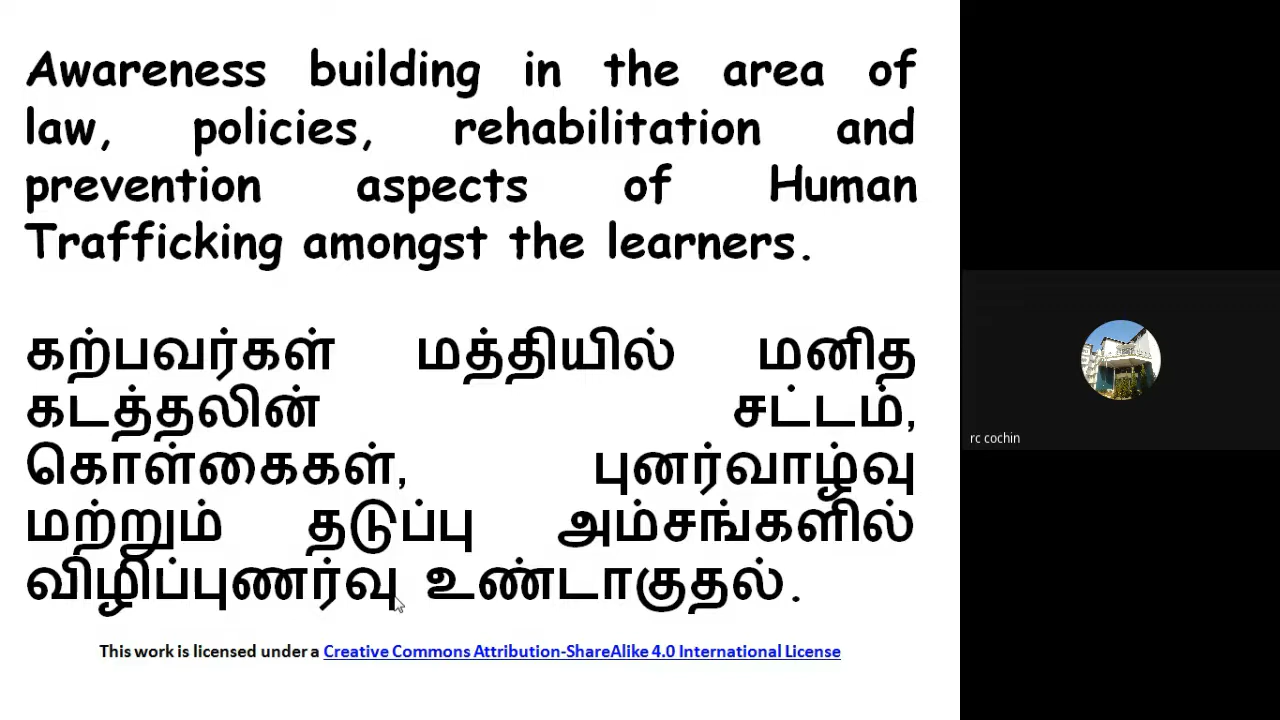 Awareness building in the area of
law, policies, rehabilitation and
prevention aspects of Human
Trafficking amongst the learners.
கற்பவர்கள் மத்தியில் மனித
கடத்தலின் சட்டம்,
கொள்கைகள், புனர்வாழ்வு
மற்றும் தடுப்பு அம்சங்களில்
விழிப்புணர்வு உண்டாகுதல்.
This work is licensed under a Creative Commons Attribution-ShareAlike 4.0 International License
rc cochin